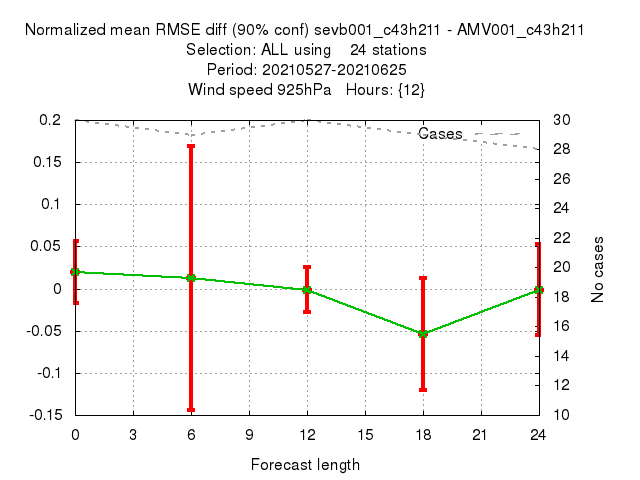 Normalized mean RMSE diff (90% conf) sevb001_c43h211 - AMV001_c43h211
Selection: ALL using    24 stations
Period: 20210527-20210625
Wind speed 925hPa   Hours: {12}
Cases
0.2
0.15
0.1
0.05
0
-0.05
-0.1
-0.15
30
28
26
24
22
20
18
16
14
12
10
No cases
0 3 6 9 12 15 18 21 24
Forecast length